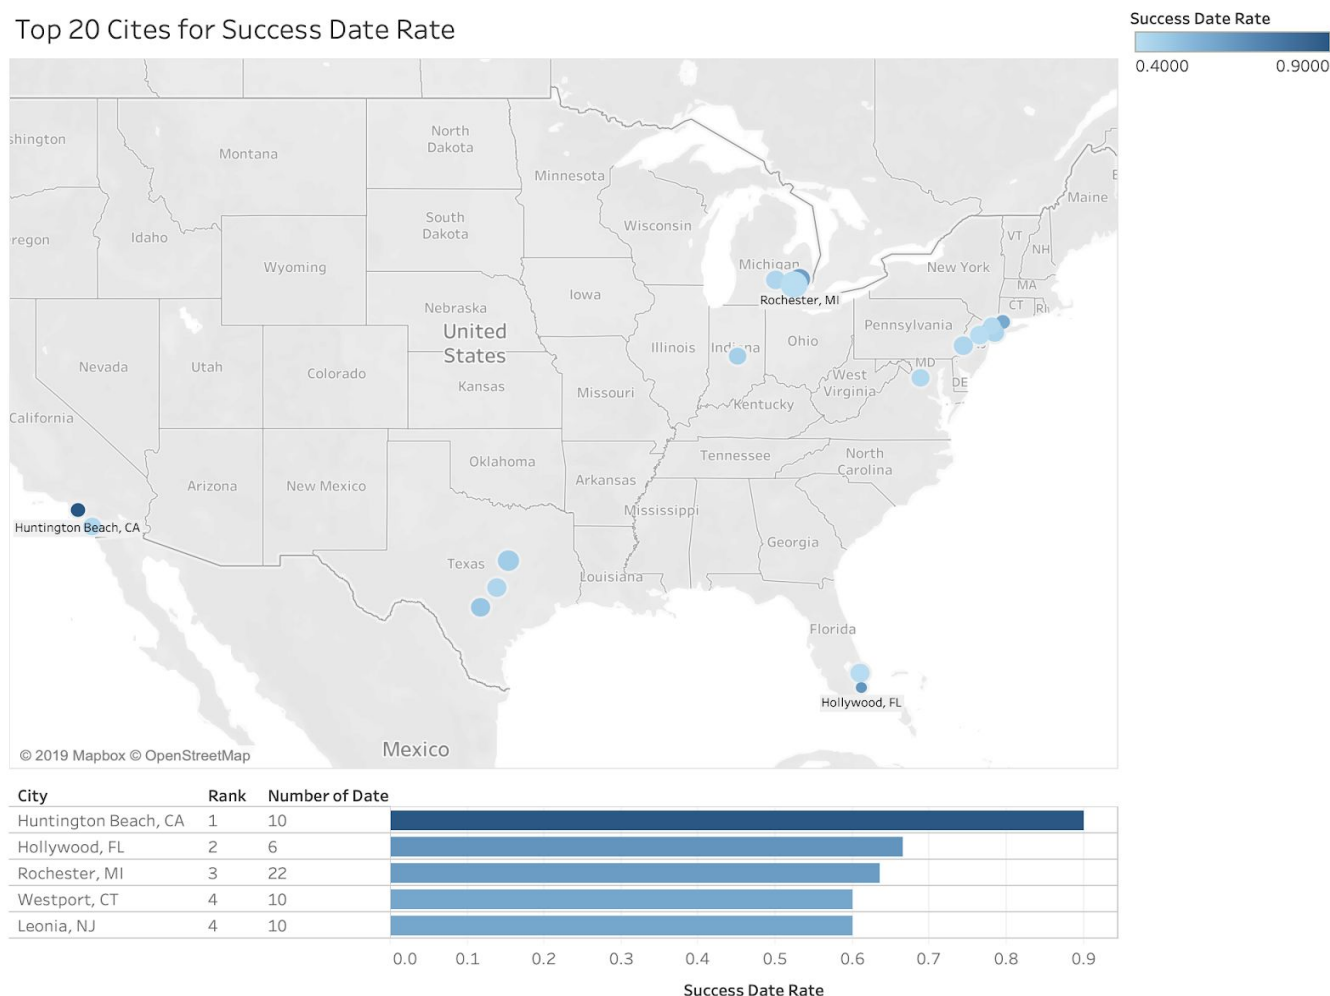 Top 20 Cites for Success Date Rate
Success Date Rate
0.4000 0.9000
shington
Montana
North
Dakota
Minnesota
Maine
South
Dakota
Wisconsin
regon
Idaho
VT
NH
Wyoming
Michigan
New York
MA
Iowa
Rochester, MI
CT
Nebraska
United
States
Pennsylvania
Illinois
Ohio
Nevada
Utah
Colorado
Kansas
Missouri
West
Virginia
MD
DE
California
Kentucky
Arizona
New Mexico
Oklahoma
Arkansas
Tennessee
North
Carolina
Mississippi
Huntington Beach, CA
Georgia
Texas
Louisiana
Florida
Hollywood, FL
Mexico
© 2019 Mapbox © OpenStreetMap
City Rank Number of Date
Huntington Beach, CA 1 10
Hollywood, FL 2 6
Rochester, MI 3 22
Westport, CT 4 10
Leonia, NJ 4 10
0.0 0.1 0.2 0.3 0.4 0.5 0.6 0.7 0.8 0.9
Success Date Rate